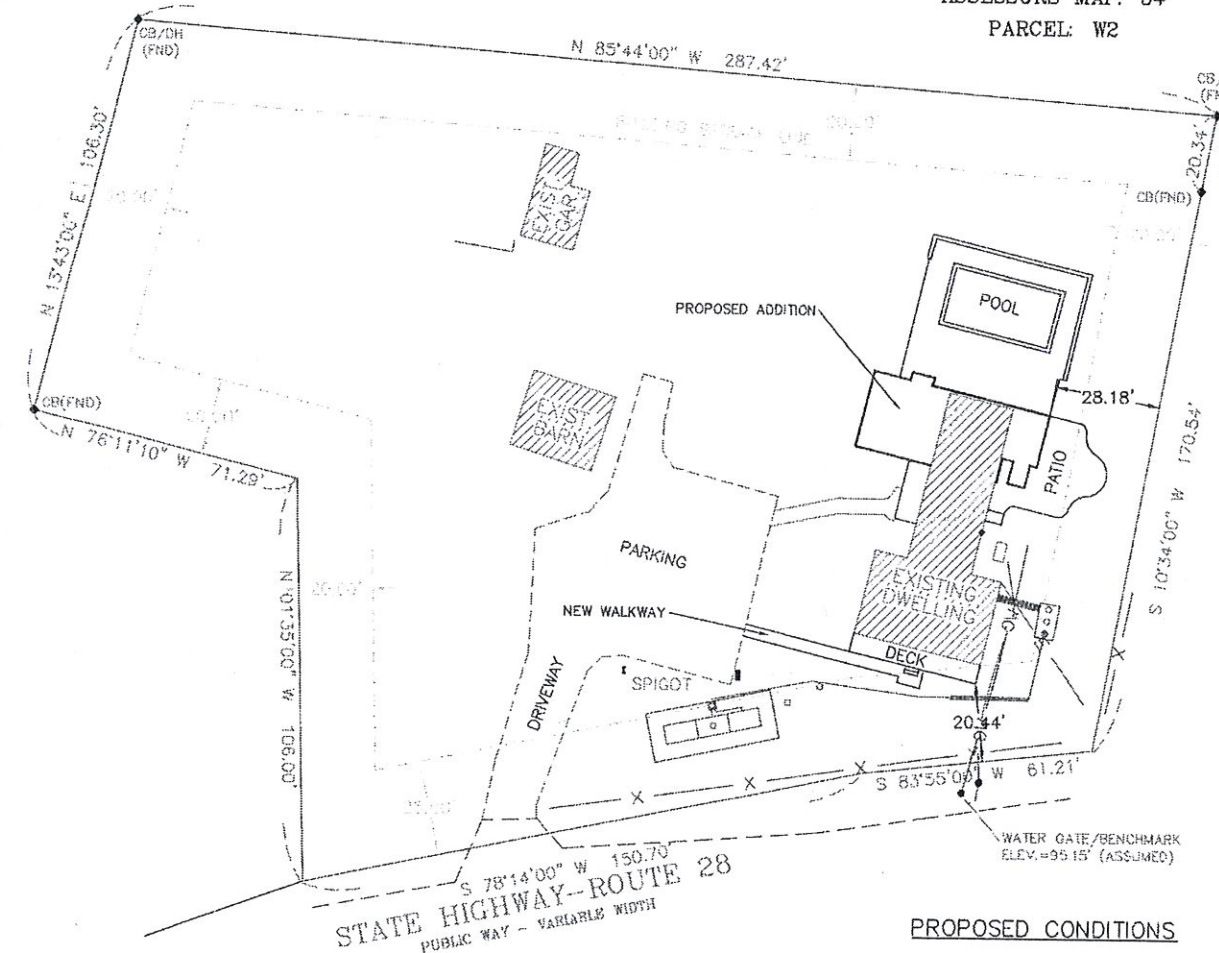 ASSESSORS MAP: 34
PARCEL: W2
CB/DH
(FND)
N 85°44'00" W 287.42'
CB/
(FN
20.34'
CB(FND)
N 13°43'00" E 106.30'
EXIST
GAR.
PROPOSED ADDITION
POOL
28.18'
CB(FND)
N 76°11'10" W 71.29'
EXIST
BARN
PATIO
S 10°34'00" W 170.54'
PARKING
EXISTING
DWELLING
NEW WALKWAY
DECK
N 01°35'00" W 106.00'
20.00'
DRIVEWAY
SPIGOT
20.44'
S 83°55'00" W 61.21'
WATER GATE/BENCHMARK
ELEV.=95.15' (ASSUMED)
S 78°14'00" W 150.70'
STATE HIGHWAY-ROUTE 28
PUBLIC WAY - VARIABLE WIDTH
PROPOSED CONDITIONS